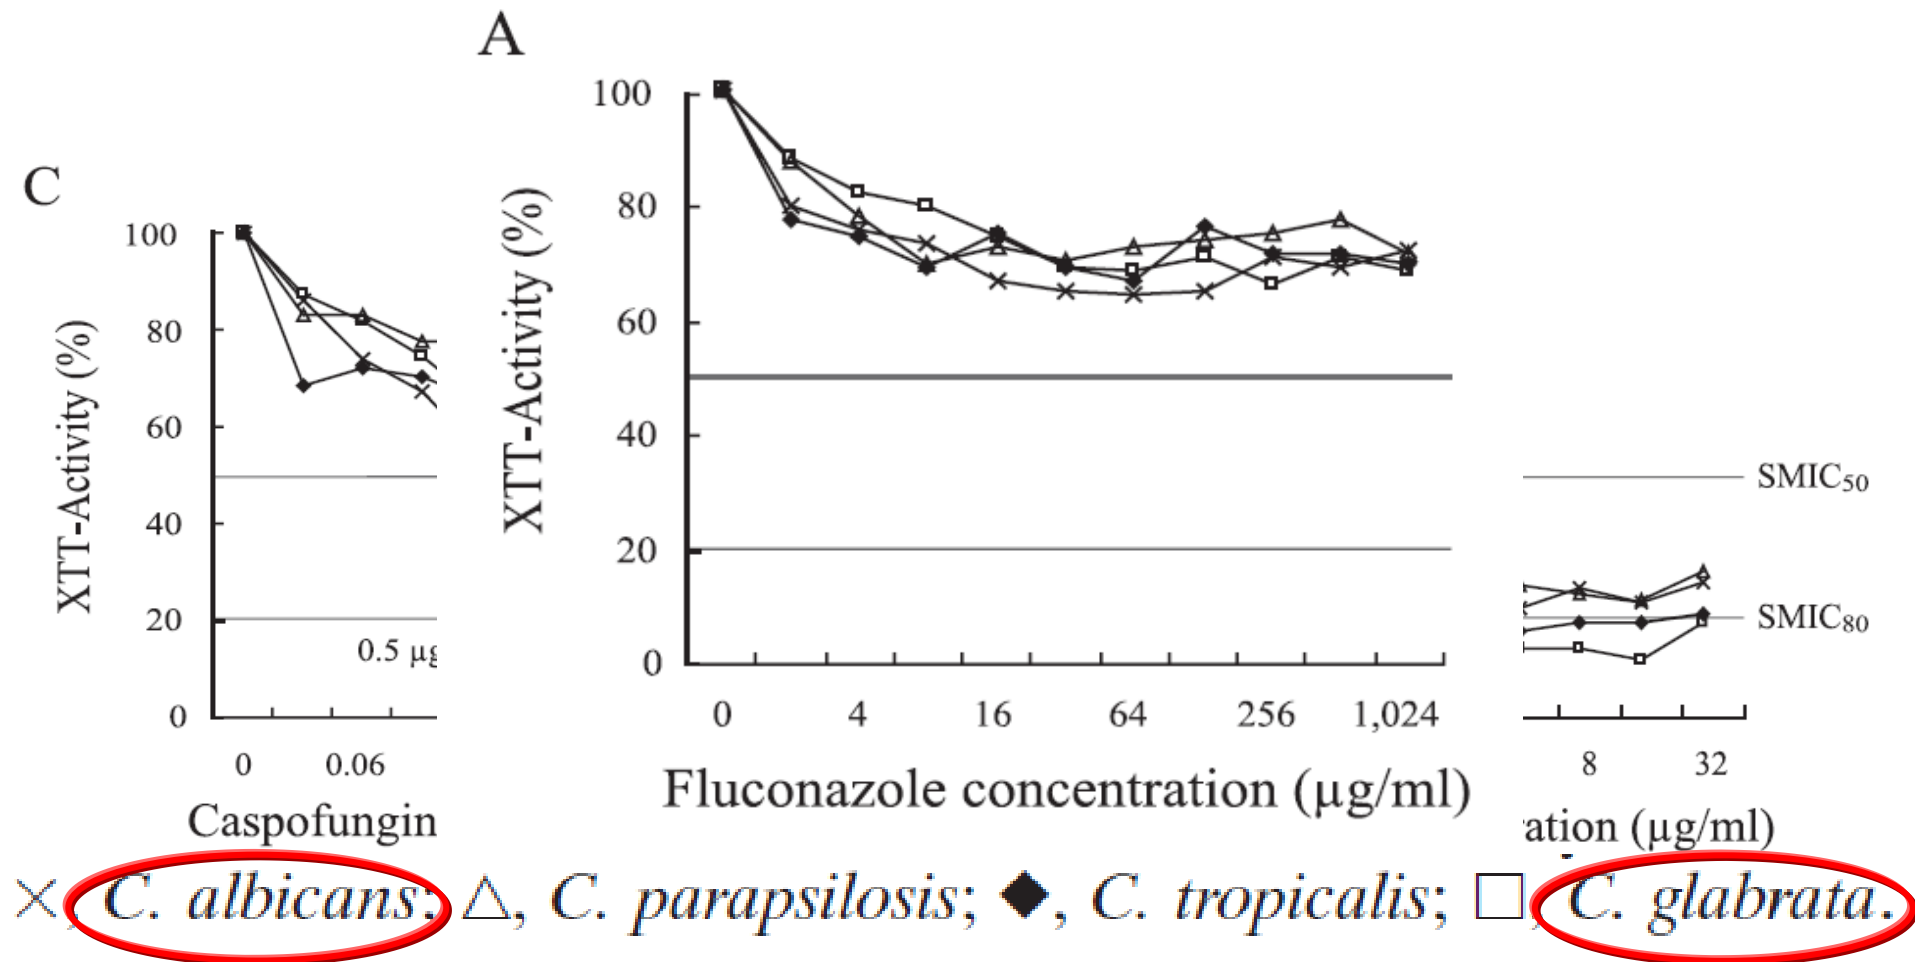 A
C
XTT-Activity (%)
100
80
60
40
20
0
0.5 µg
0 0.06
Caspofungin
XTT-Activity (%)
100
80
60
40
20
0
0 4 16 64 256 1,024
Fluconazole concentration (µg/ml)
SMIC50
SMIC80
8 32
ration (µg/ml)
×, C. albicans; △, C. parapsilosis; ◆, C. tropicalis; □, C. glabrata.